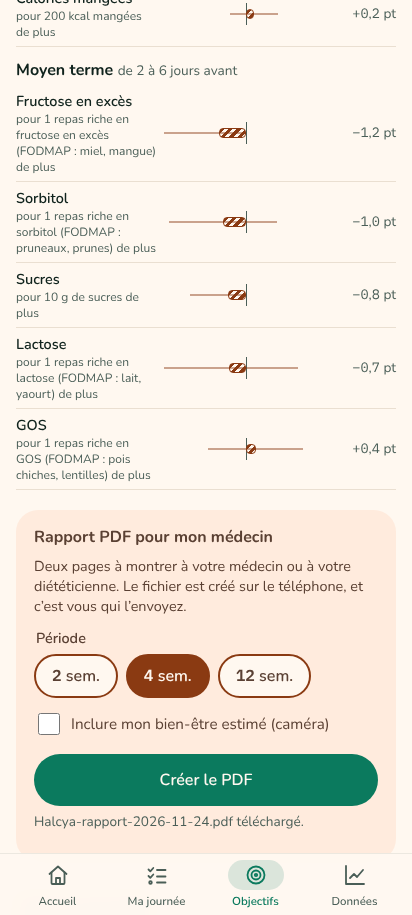 Calories mangées
pour 200 kcal mangées
de plus
+0,2 pt
Moyen terme de 2 à 6 jours avant
Fructose en excès
pour 1 repas riche en
fructose en excès
(FODMAP : miel, mangue)
de plus
−1,2 pt
Sorbitol
pour 1 repas riche en
sorbitol (FODMAP :
pruneaux, prunes) de plus
−1,0 pt
Sucres
pour 10 g de sucres de
plus
−0,8 pt
Lactose
pour 1 repas riche en
lactose (FODMAP : lait,
yaourt) de plus
−0,7 pt
GOS
pour 1 repas riche en
GOS (FODMAP : pois
chiches, lentilles) de plus
+0,4 pt
Rapport PDF pour mon médecin
Deux pages à montrer à votre médecin ou à votre
diététicienne. Le fichier est créé sur le téléphone, et
c’est vous qui l’envoyez.
Période
2 sem.
4 sem.
12 sem.
Inclure mon bien-être estimé (caméra)
Créer le PDF
Halcya-rapport-2026-11-24.pdf téléchargé.
Accueil
Ma journée
Objectifs
Données